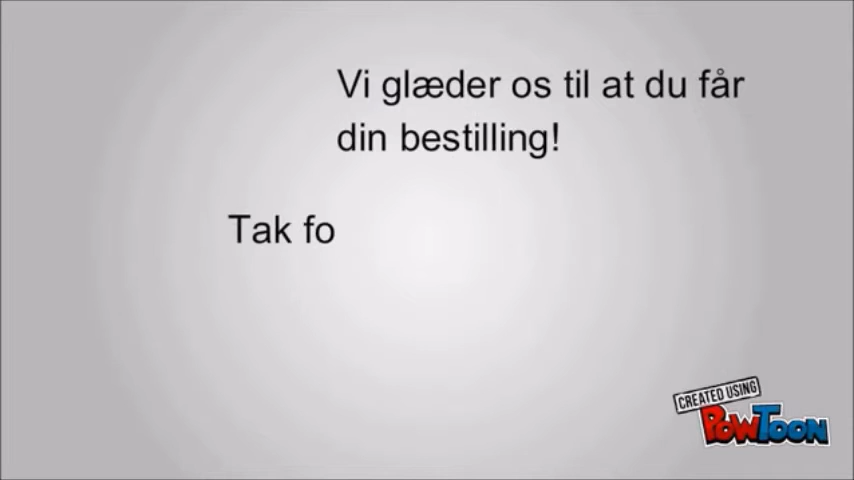 Vi glæder os til at du får
din bestilling!
Tak fo
CREATED USING
POWTOON